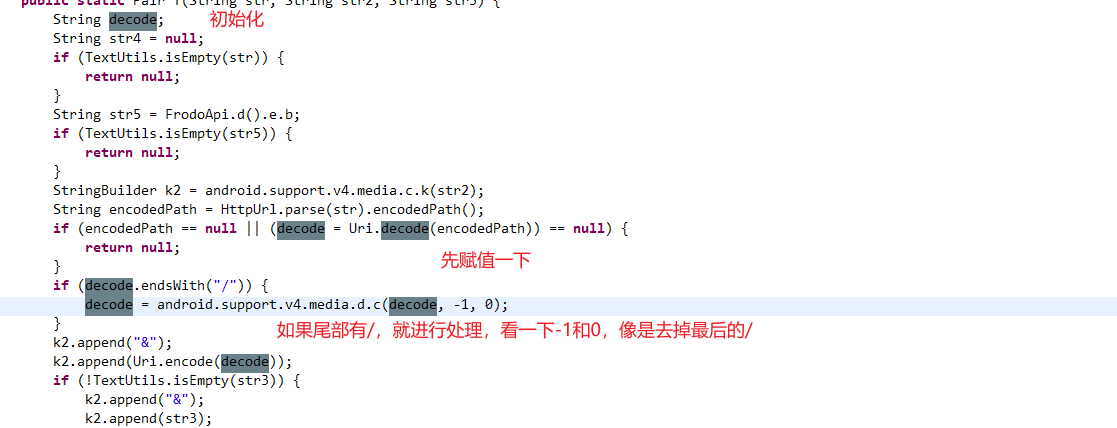 public static Pair f(String str, String str2, String str3) {
String decode; 初始化
String str4 = null;
if (TextUtils.isEmpty(str)) {
return null;
}
String str5 = FrodoApi.d().e.b;
if (TextUtils.isEmpty(str5)) {
return null;
}
StringBuilder k2 = android.support.v4.media.c.k(str2);
String encodedPath = HttpUrl.parse(str).encodedPath();
if (encodedPath == null || (decode = Uri.decode(encodedPath)) == null) {
return null;
先赋值一下
}
if (decode.endsWith("/")) {
decode = android.support.v4.media.d.c(decode, -1, 0);
}
如果尾部有/，就进行处理，看一下-1和0，像是去掉最后的/
k2.append("&");
k2.append(Uri.encode(decode));
if (!TextUtils.isEmpty(str3)) {
k2.append("&");
k2.append(str3);